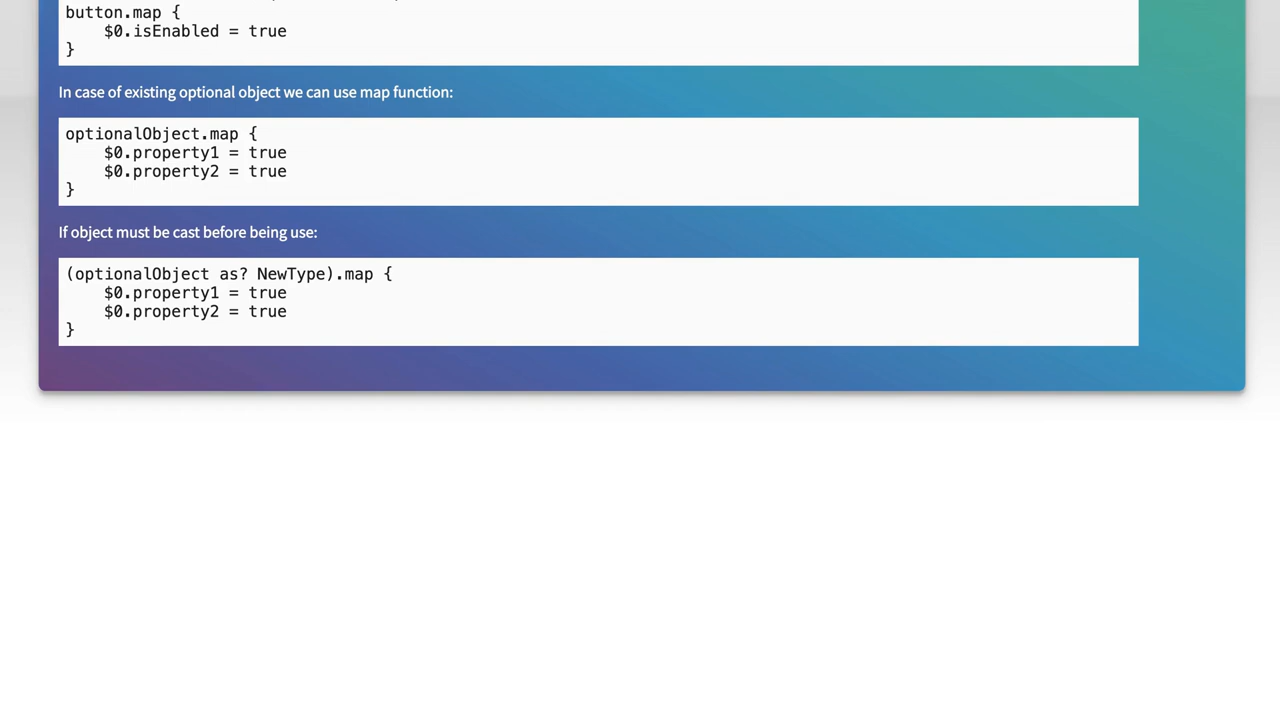 button.map {
    $0.isEnabled = true
}
In case of existing optional object we can use map function:
optionalObject.map {
    $0.property1 = true
    $0.property2 = true
}
If object must be cast before being use:
(optionalObject as? NewType).map {
    $0.property1 = true
    $0.property2 = true
}